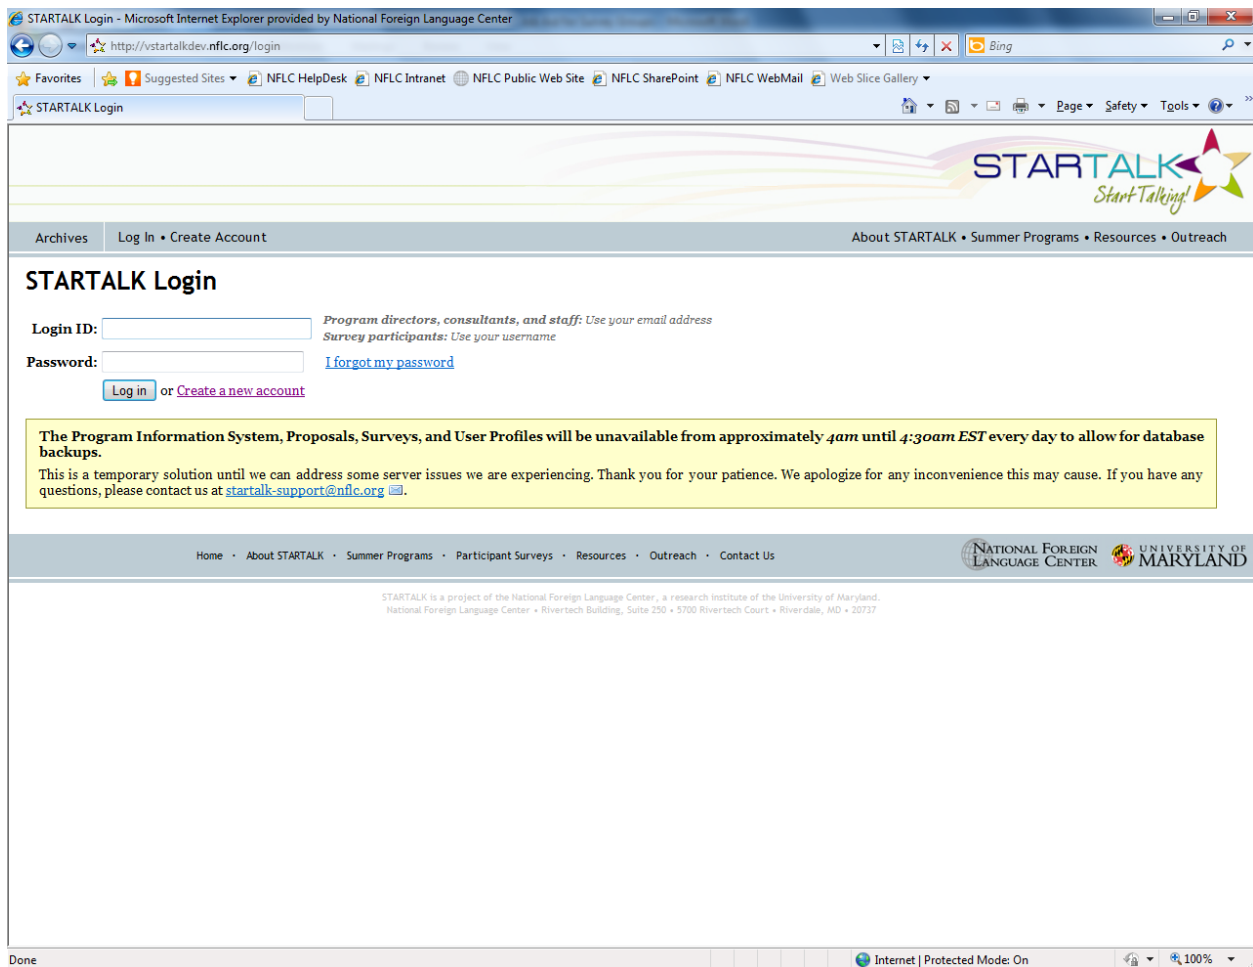 STARTALK Login - Microsoft Internet Explorer provided by National Foreign Language Center
http://vstartalkdev.nflc.org/login
Bing
Favorites Suggested Sites NFLC HelpDesk NFLC Intranet NFLC Public Web Site NFLC SharePoint NFLC WebMail Web Slice Gallery
STARTALK Login
Page Safety Tools »
STARTALK
Start Talking!
Archives Log In • Create Account About STARTALK • Summer Programs • Resources • Outreach
STARTALK Login
Login ID: Program directors, consultants, and staff: Use your email address
Survey participants: Use your username
Password: I forgot my password
Log in or Create a new account
The Program Information System, Proposals, Surveys, and User Profiles will be unavailable from approximately 4am until 4:30am EST every day to allow for database
backups.
This is a temporary solution until we can address some server issues we are experiencing. Thank you for your patience. We apologize for any inconvenience this may cause. If you have any
questions, please contact us at startalk-support@nflc.org.
Home · About STARTALK · Summer Programs · Participant Surveys · Resources · Outreach · Contact Us
NATIONAL FOREIGN
LANGUAGE CENTER
UNIVERSITY OF
MARYLAND
STARTALK is a project of the National Foreign Language Center, a research institute of the University of Maryland.
National Foreign Language Center • Rivertech Building, Suite 250 • 5700 Rivertech Court • Riverdale, MD • 20737
Done Internet | Protected Mode: On 100%